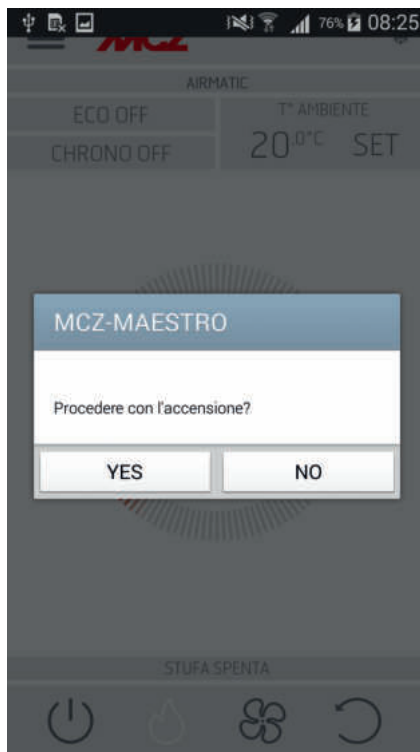 76% 08:25
MCZ
AIRMATIC
ECO OFF
T° AMBIENTE
CHRONO OFF
20.0°C SET
MCZ-MAESTRO
Procedere con l'accensione?
YES NO
STUFA SPENTA